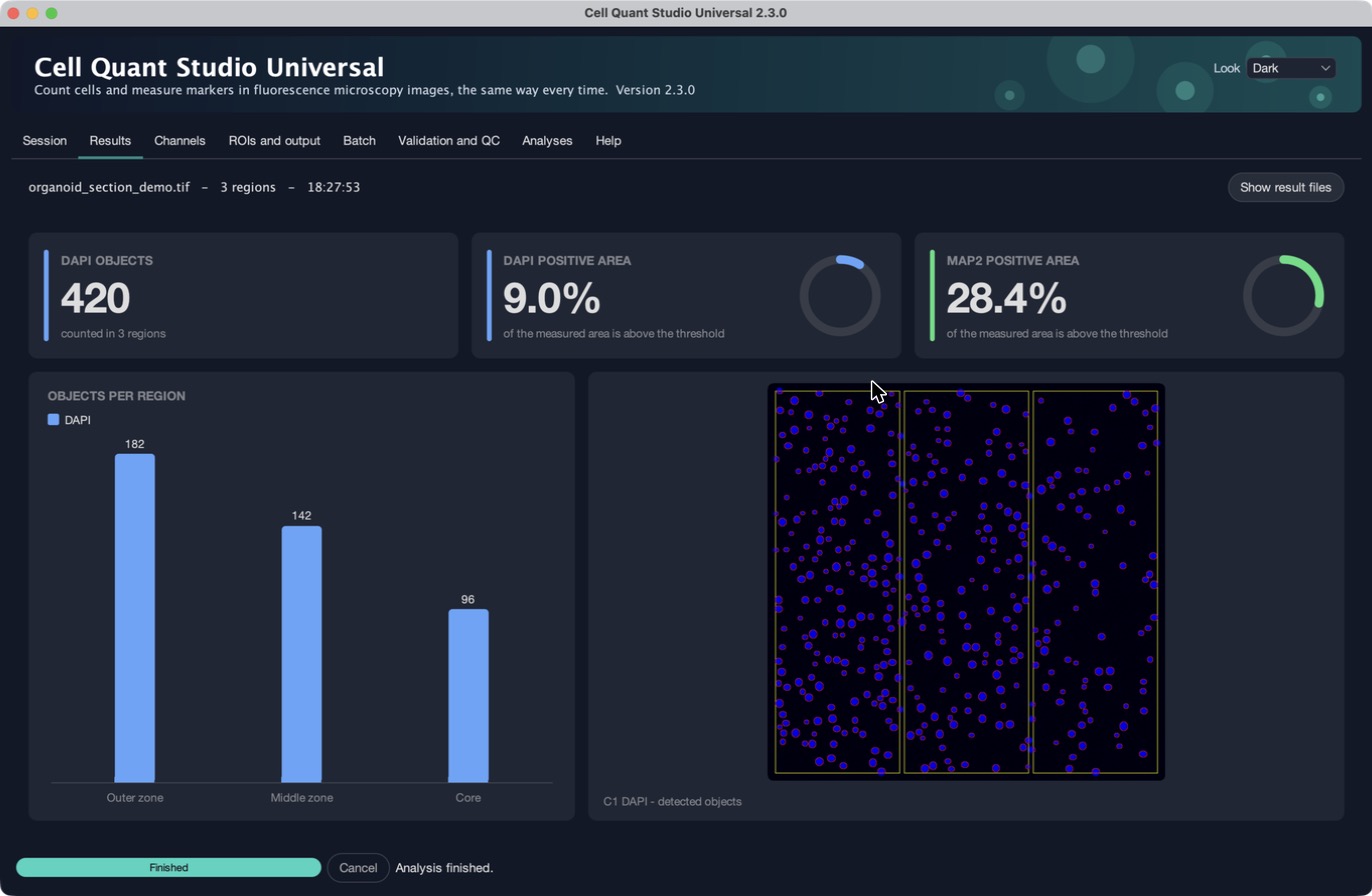 Cell Quant Studio Universal 2.3.0
Cell Quant Studio Universal
Count cells and measure markers in fluorescence microscopy images, the same way every time. Version 2.3.0
Look Dark
Session Results Channels ROIs and output Batch Validation and QC Analyses Help
organoid_section_demo.tif – 3 regions – 18:27:53
Show result files
DAPI OBJECTS
420
counted in 3 regions
DAPI POSITIVE AREA
9.0%
of the measured area is above the threshold
MAP2 POSITIVE AREA
28.4%
of the measured area is above the threshold
OBJECTS PER REGION
DAPI
182
142
96
Outer zone Middle zone Core
C1 DAPI - detected objects
Finished Cancel Analysis finished.